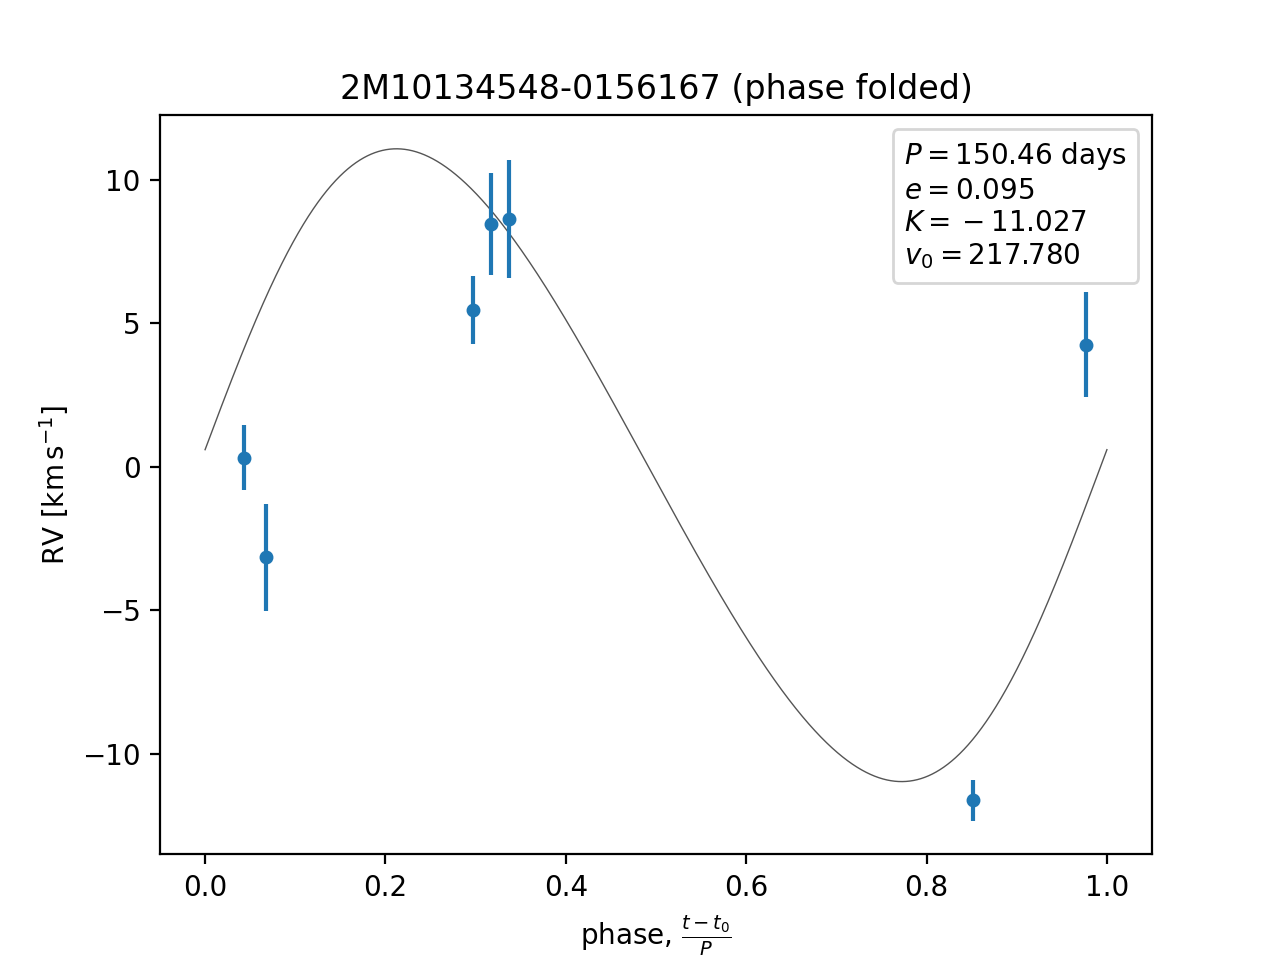 2M10134548-0156167 (phase folded)
P = 150.46 days
e = 0.095
K = −11.027
v₀ = 217.780
RV [km s⁻¹]
10
5
0
−5
−10
0.0 0.2 0.4 0.6 0.8 1.0
phase, (t − t₀)/P